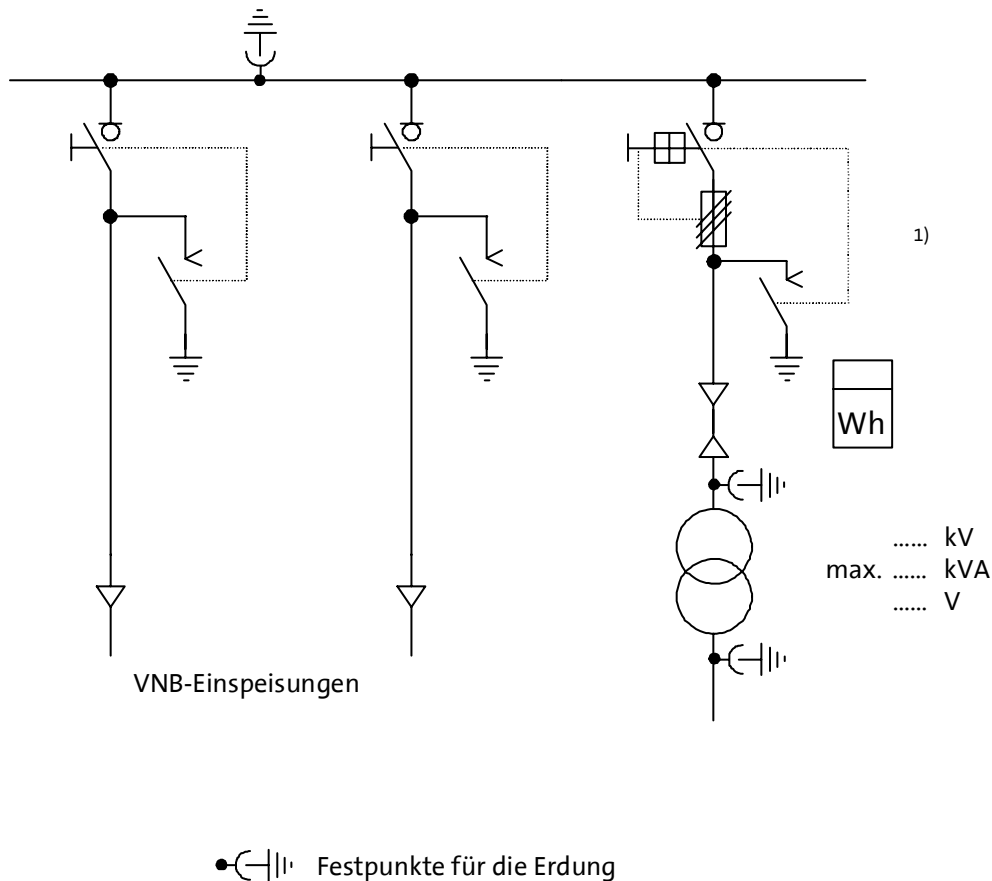 1)
Wh
...... kV
max. ...... kVA
...... V
VNB-Einspeisungen
Festpunkte für die Erdung